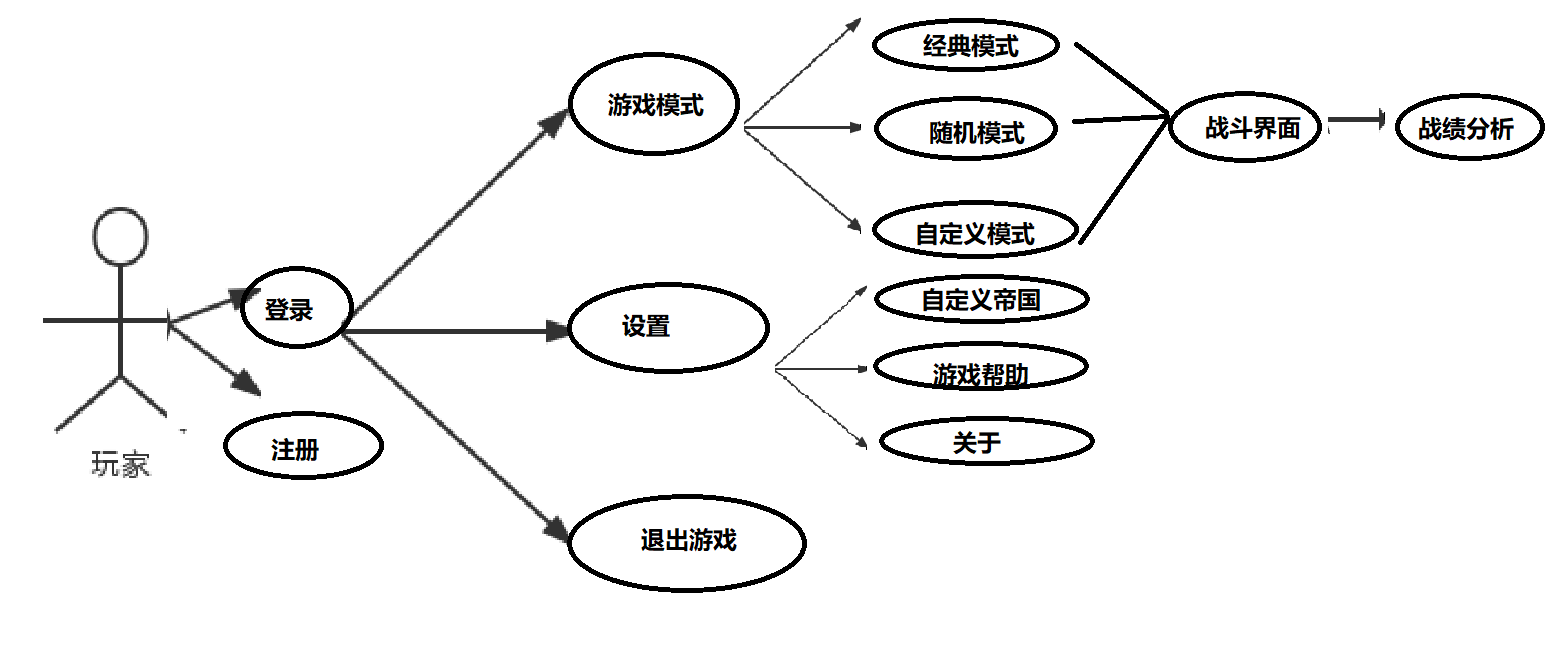 玩家
登录
注册
游戏模式
设置
退出游戏
经典模式
随机模式
自定义模式
自定义帝国
游戏帮助
关于
战斗界面
战绩分析